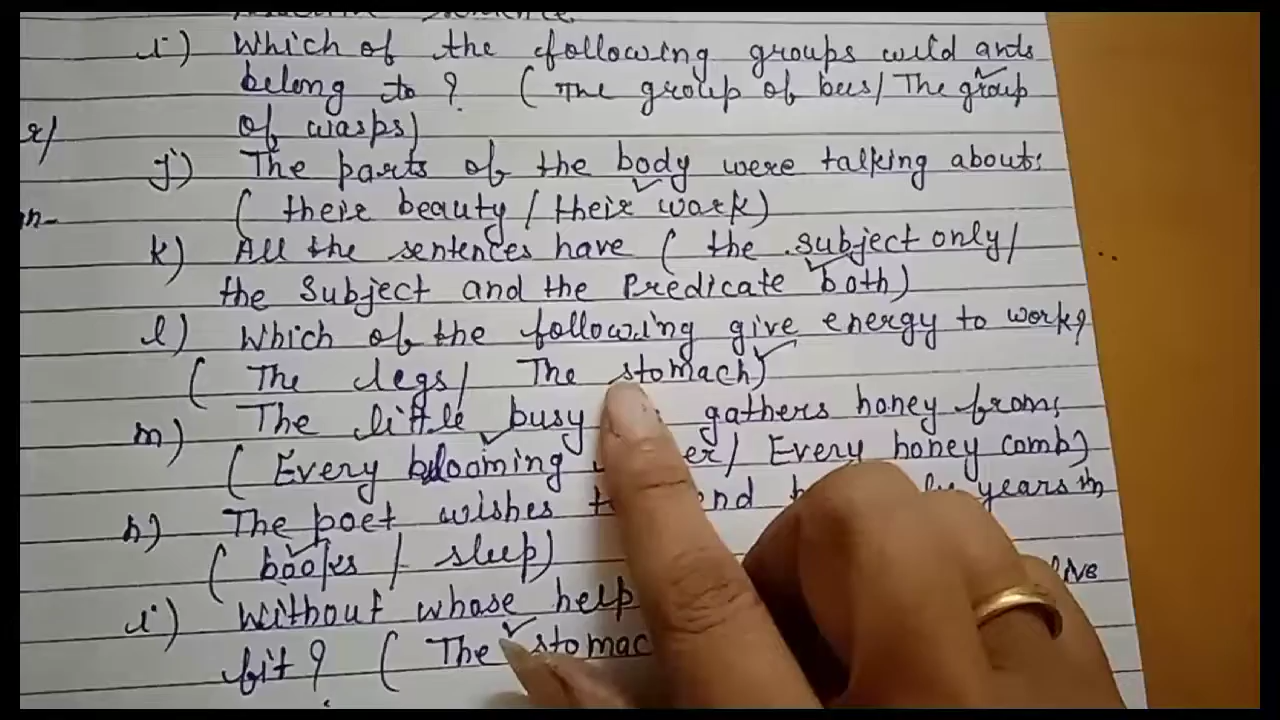 i) Which of the following groups wild ants
belong to ? ( The group of bees/ The group
of wasps)
j) The parts of the body were talking about:
( their beauty / their work)
k) All the sentences have ( the subject only/
the Subject and the Predicate both)
l) Which of the following give energy to work?
( The legs/ The stomach)
m) The little busy gathers honey from:
( Every blooming / Every honey comb)
n) The poet wishes years in
( books / sleep)
i) Without whose help live
fit ? ( The